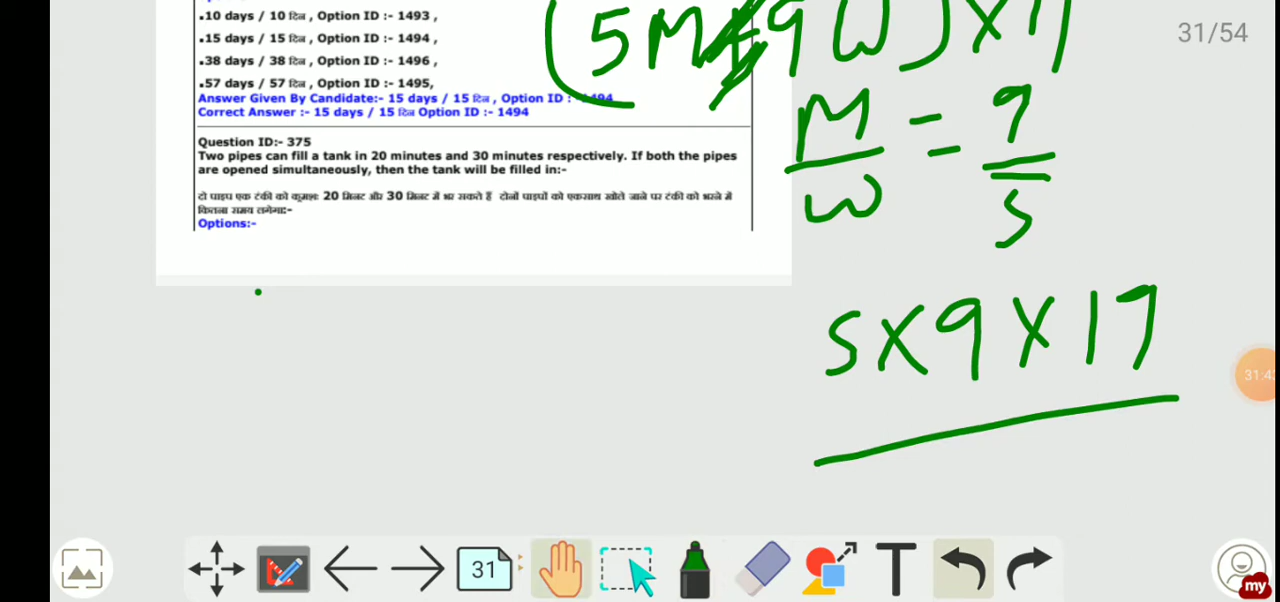 .10 days / 10 दिन , Option ID :- 1493 ,
.15 days / 15 दिन , Option ID :- 1494 ,
.38 days / 38 दिन , Option ID :- 1496 ,
.57 days / 57 दिन , Option ID :- 1495,
Answer Given By Candidate:- 15 days / 15 दिन , Option ID :- 1494
Correct Answer :- 15 days / 15 दिन Option ID :- 1494
Question ID:- 375
Two pipes can fill a tank in 20 minutes and 30 minutes respectively. If both the pipes
are opened simultaneously, then the tank will be filled in:-
दो पाइप एक टंकी को क्रमशः 20 मिनट और 30 मिनट में भर सकते हैं दोनों पाइपों को एकसाथ खोले जाने पर टंकी को भरने में
कितना समय लगेगा:-
Options:-
(5M 9W) X 17
M/W = 9/5
5X9X17
31/54
31:4
31
T
my